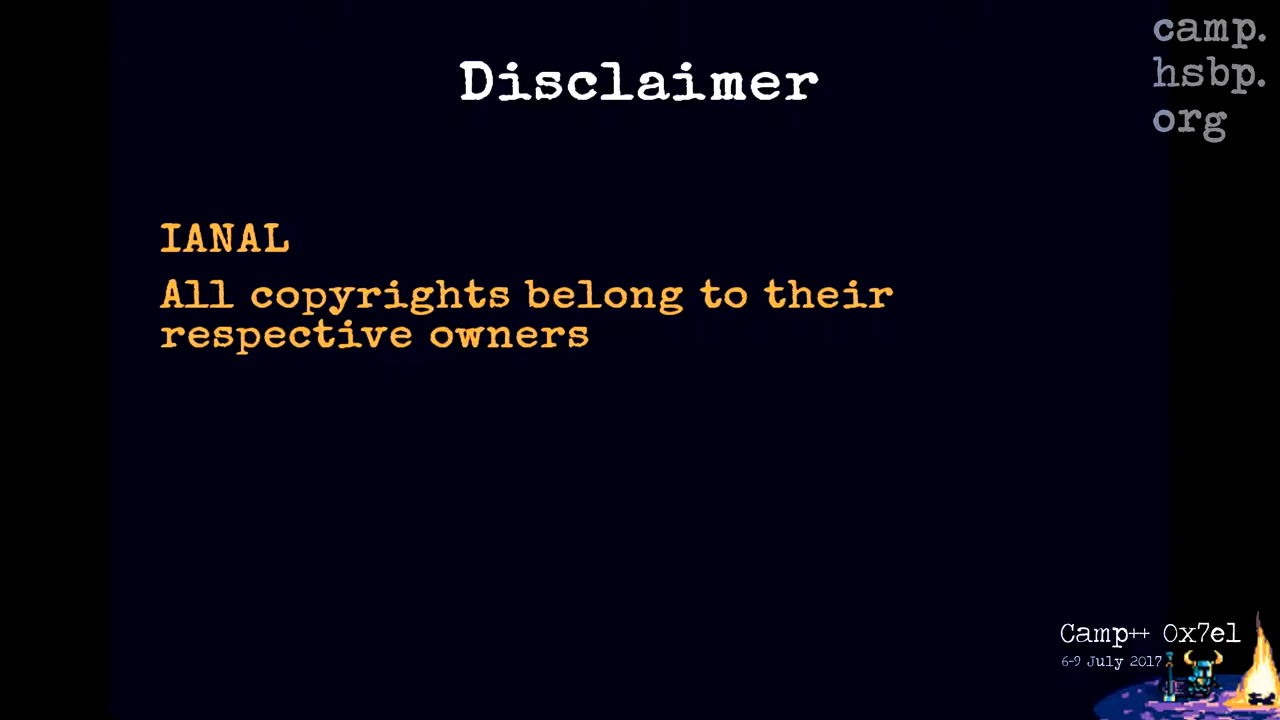 camp.
hsbp.
org
Disclaimer
IANAL
All copyrights belong to their
respective owners
Camp++ 0x7e1
6-9 July 2017